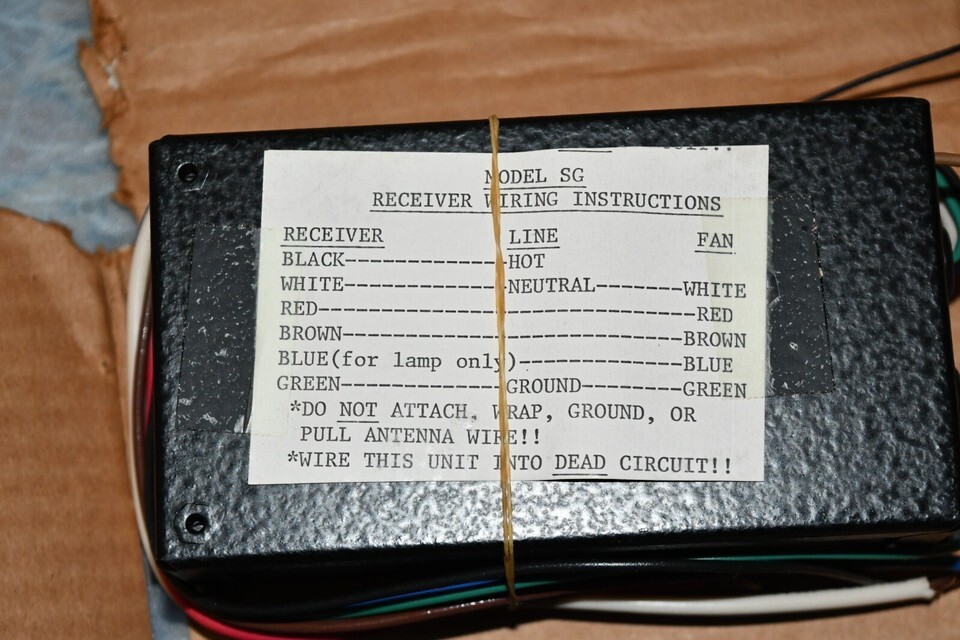 MODEL SG
RECEIVER WIRING INSTRUCTIONS
RECEIVER LINE FAN
BLACK---------------HOT
WHITE---------------NEUTRAL--------WHITE
RED-----------------------------------RED
BROWN--------------------------------BROWN
BLUE(for lamp only)---------------BLUE
GREEN---------------GROUND---------GREEN
*DO NOT ATTACH, WRAP, GROUND, OR
PULL ANTENNA WIRE!!
*WIRE THIS UNIT INTO DEAD CIRCUIT!!